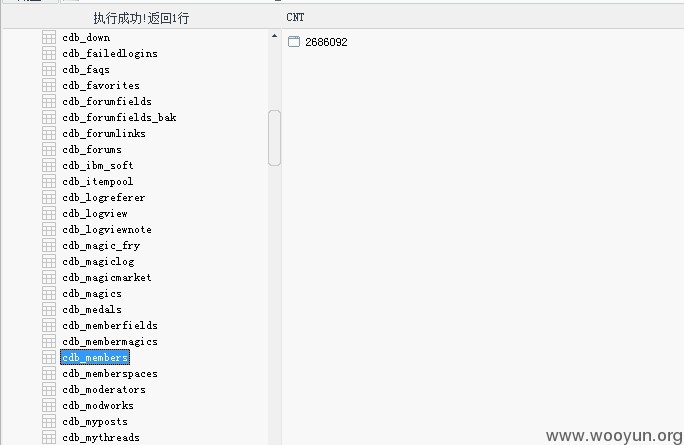 执行成功!返回1行
CNT
cdb_down
2686092
cdb_failedlogins
cdb_faqs
cdb_favorites
cdb_forumfields
cdb_forumfields_bak
cdb_forumlinks
cdb_forums
cdb_ibm_soft
cdb_itempool
cdb_logreferer
cdb_logview
cdb_logviewnote
cdb_magic_fry
cdb_magiclog
cdb_magicmarket
cdb_magics
cdb_medals
cdb_memberfields
cdb_membermagics
cdb_members
cdb_memberspaces
cdb_moderators
cdb_modworks
cdb_myposts
cdb_mythreads
www.wooyun.org